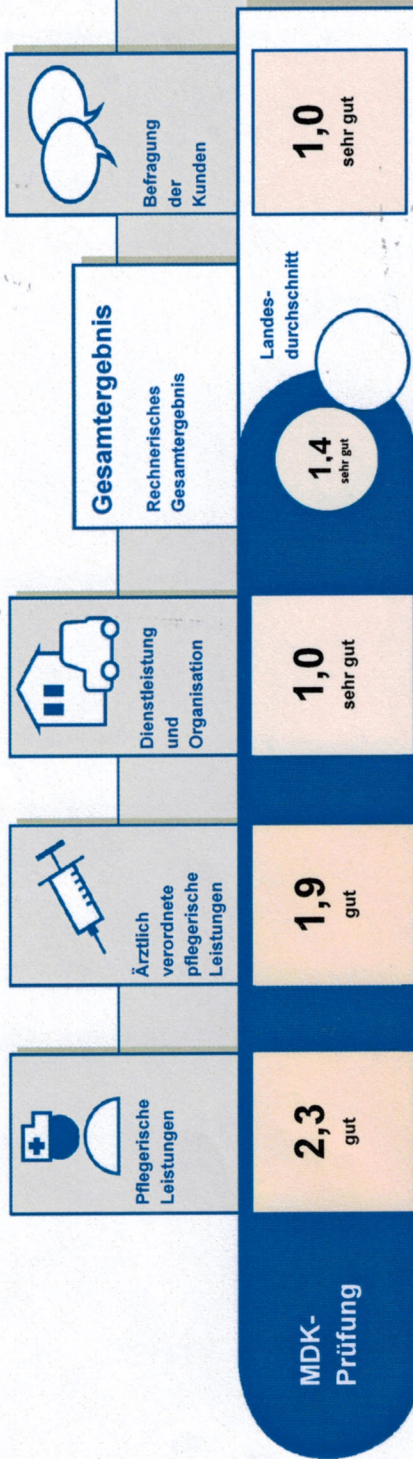 Pflegerische
Leistungen
Ärztlich
verordnete
pflegerische
Leistungen
Dienstleistung
und
Organisation
Gesamtergebnis
Rechnerisches
Gesamtergebnis
Befragung
der
Kunden
MDK-
Prüfung
2,3
gut
1,9
gut
1,0
sehr gut
1,4
sehr gut
Landes-
durchschnitt
1,0
sehr gut